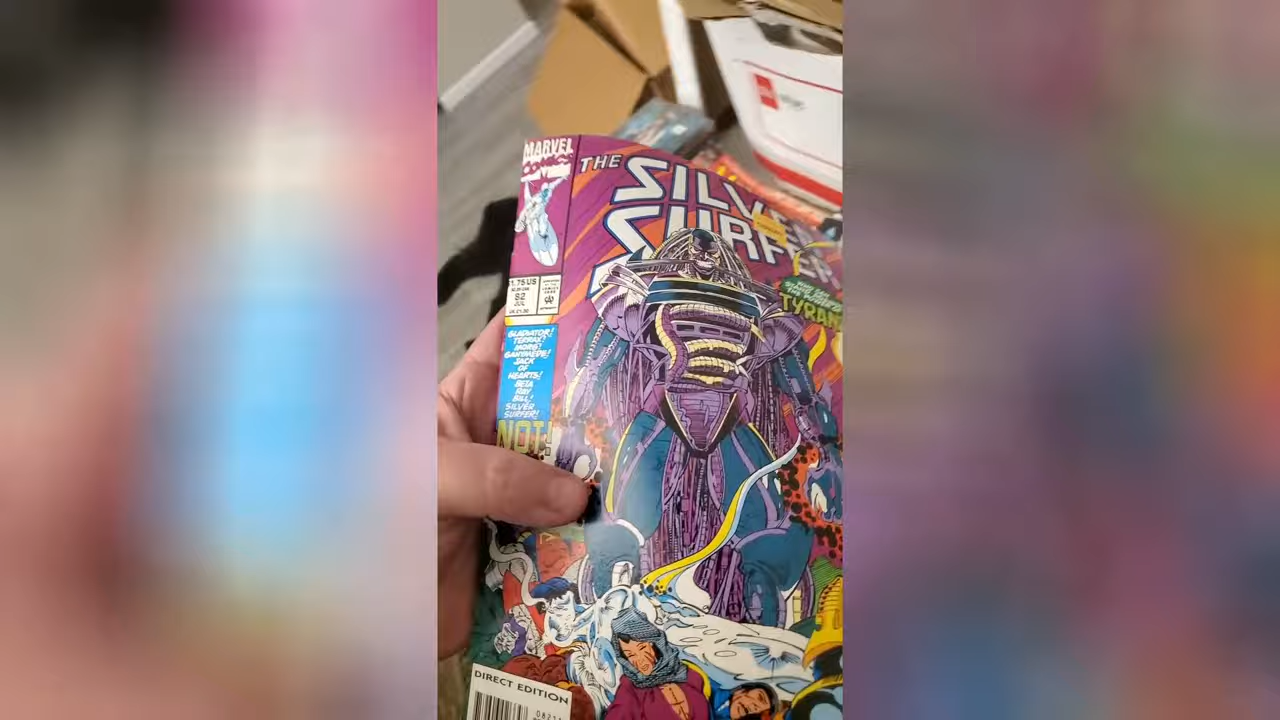 MARVEL
COMICS
THE SILVER
SURFER
$1.75 US
82
JUL
TYRAN
GLADIATOR!
TERRAX!
MORG!
GANYMEDE!
JACK
OF
HEARTS!
BETA
RAY
BILL!
SILVER
SURFER!
NOT!
DIRECT EDITION